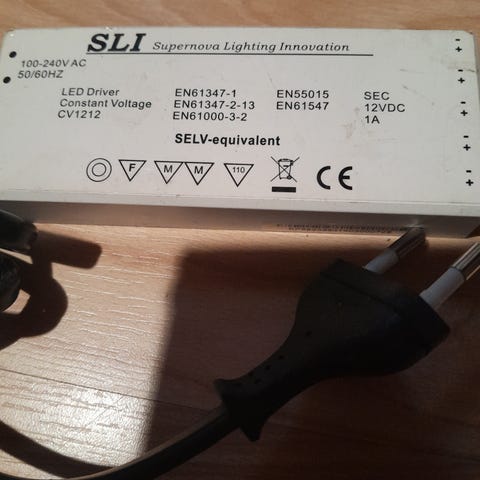 SLI Supernova Lighting Innovation
100-240V AC
50/60HZ
LED Driver EN61347-1 EN55015 SEC
Constant Voltage EN61347-2-13 EN61547 12VDC
CV1212 EN61000-3-2 1A
SELV-equivalent
F M M 110 CE
- +
- +
- +
- +
- +
- +